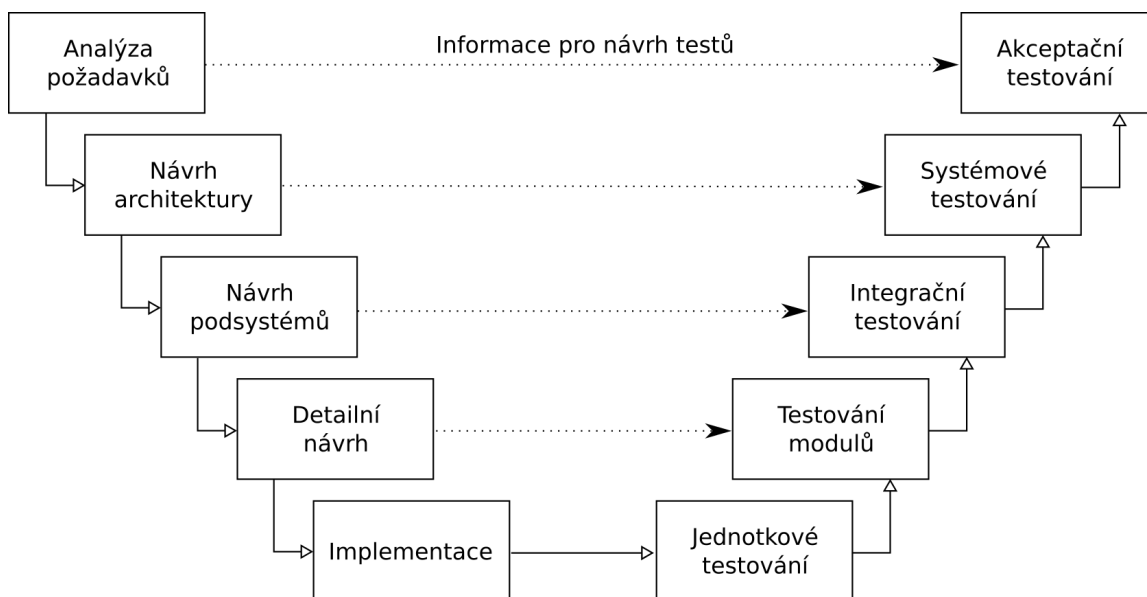 Analýza
požadavků
Informace pro návrh testů
Akceptační
testování
Návrh
architektury
Systémové
testování
Návrh
podsystémů
Integrační
testování
Detailní
návrh
Testování
modulů
Implementace
Jednotkové
testování